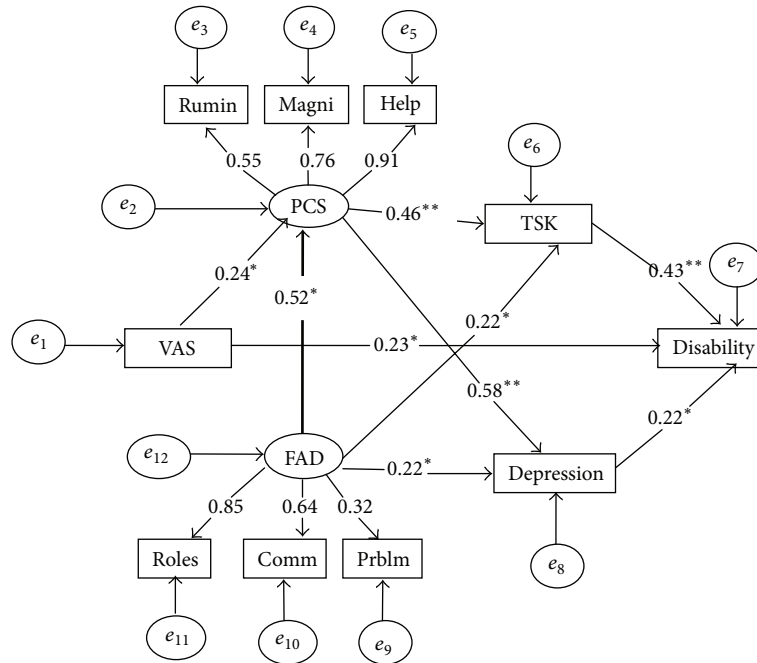 e3
e4
e5
Rumin
Magni
Help
e6
0.55
0.76
0.91
e2
PCS
0.46**
TSK
0.24*
0.52*
0.43**
e7
0.22*
e1
VAS
0.23*
Disability
0.58**
0.22*
e12
FAD
0.22*
Depression
0.85
0.64
0.32
Roles
Comm
Prblm
e8
e11
e10
e9